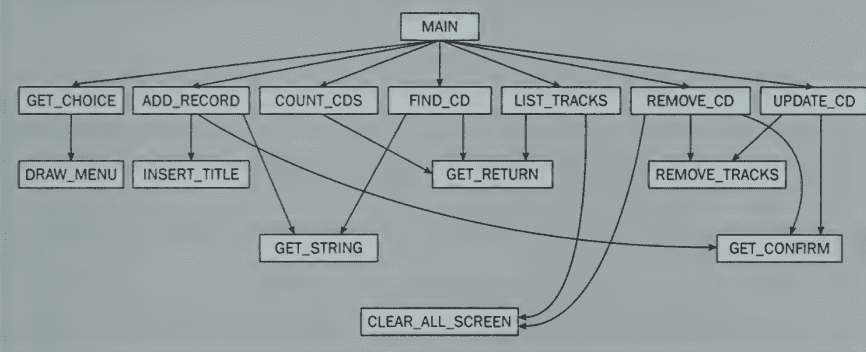 MAIN
GET_CHOICE
ADD_RECORD
COUNT_CDS
FIND_CD
LIST_TRACKS
REMOVE_CD
UPDATE_CD
DRAW_MENU
INSERT_TITLE
GET_RETURN
REMOVE_TRACKS
GET_STRING
GET_CONFIRM
CLEAR_ALL_SCREEN